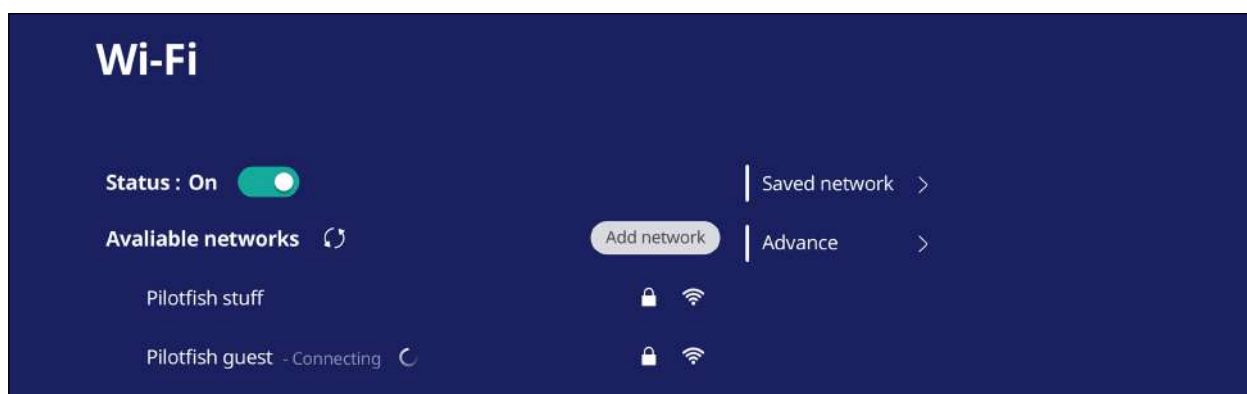 Wi-Fi
Status : On
Saved network
Avaliable networks
Add network
Advance
Pilotfish stuff
Pilotfish guest - Connecting